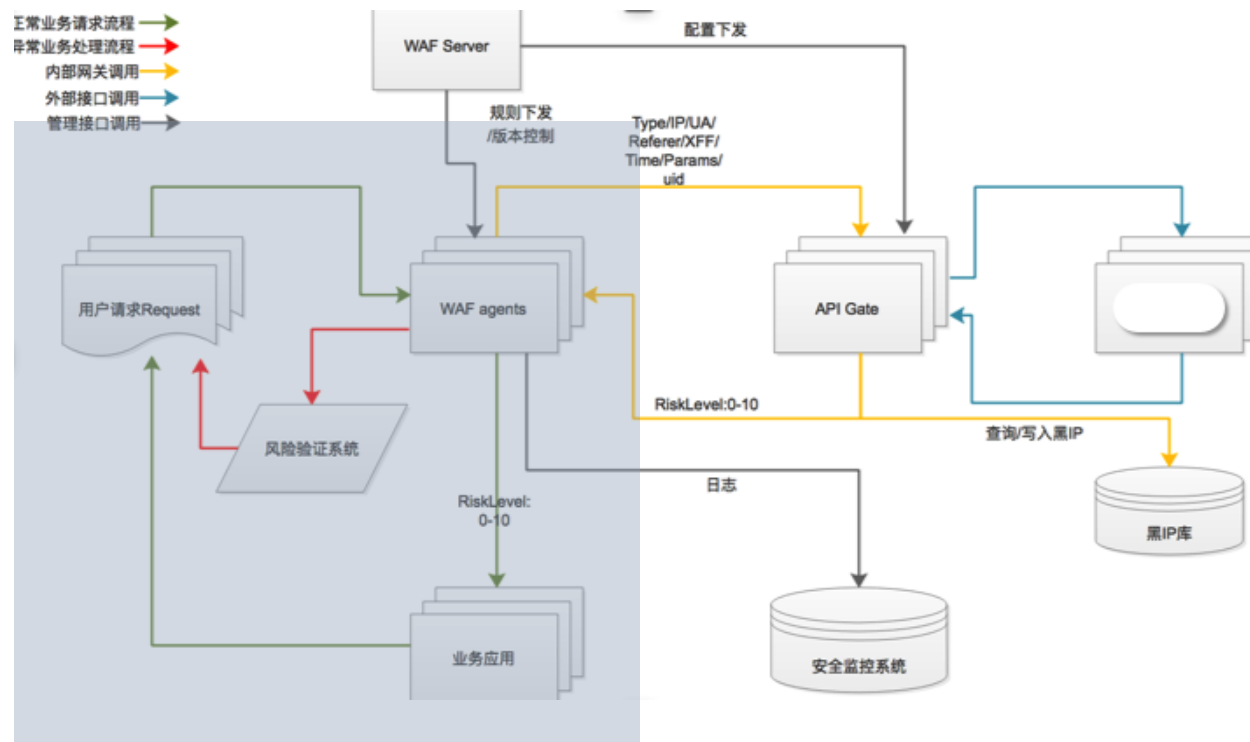 正常业务请求流程
异常业务处理流程
内部网关调用
外部接口调用
管理接口调用
WAF Server
配置下发
规则下发
/版本控制
Type/IP/UA/
Referer/XFF/
Time/Params/
uid
用户请求Request
WAF agents
API Gate
RiskLevel:0-10
查询/写入黑IP
风险验证系统
日志
RiskLevel:
0-10
黑IP库
业务应用
安全监控系统